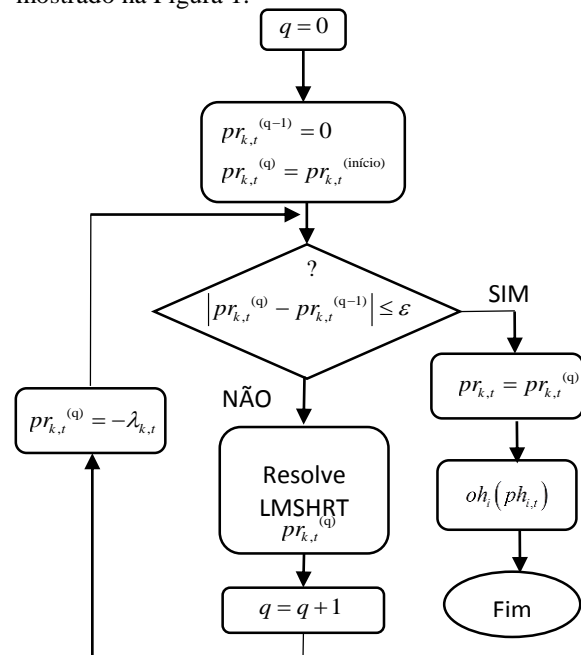 mostrado na Figura 1.
q = 0
pr_{k,t}^{(q−1)} = 0
pr_{k,t}^{(q)} = pr_{k,t}^{(início)}
?
|pr_{k,t}^{(q)} − pr_{k,t}^{(q−1)}| ≤ ε
SIM
NÃO
pr_{k,t} = pr_{k,t}^{(q)}
pr_{k,t}^{(q)} = −λ_{k,t}
Resolve
LMSHRT
pr_{k,t}^{(q)}
oh_i(ph_{i,t})
q = q + 1
Fim